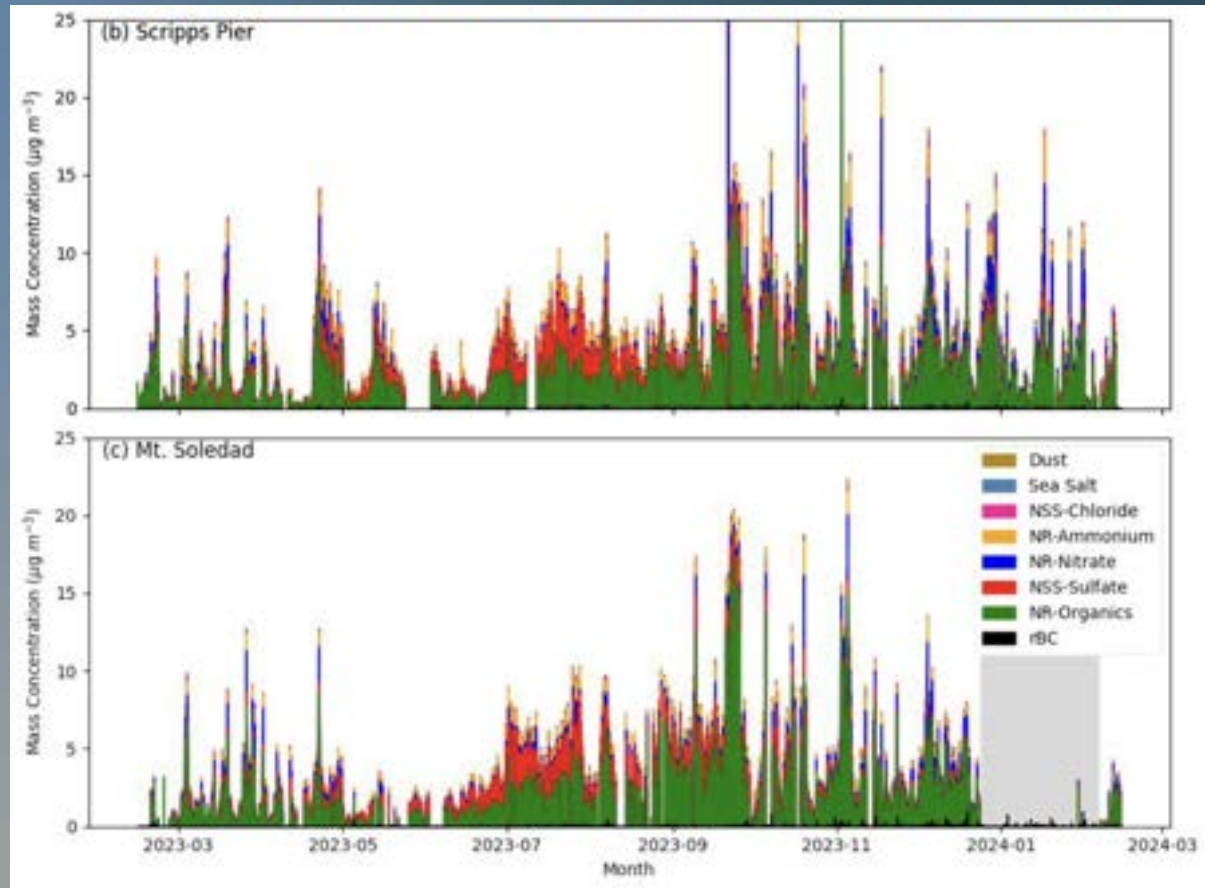 (b) Scripps Pier
Mass Concentration (µg m⁻³)
25
20
15
10
5
0
(c) Mt. Soledad
Mass Concentration (µg m⁻³)
25
20
15
10
5
0
Dust
Sea Salt
NSS-Chloride
NR-Ammonium
NR-Nitrate
NSS-Sulfate
NR-Organics
rBC
2023-03 2023-05 2023-07 2023-09 2023-11 2024-01 2024-03
Month